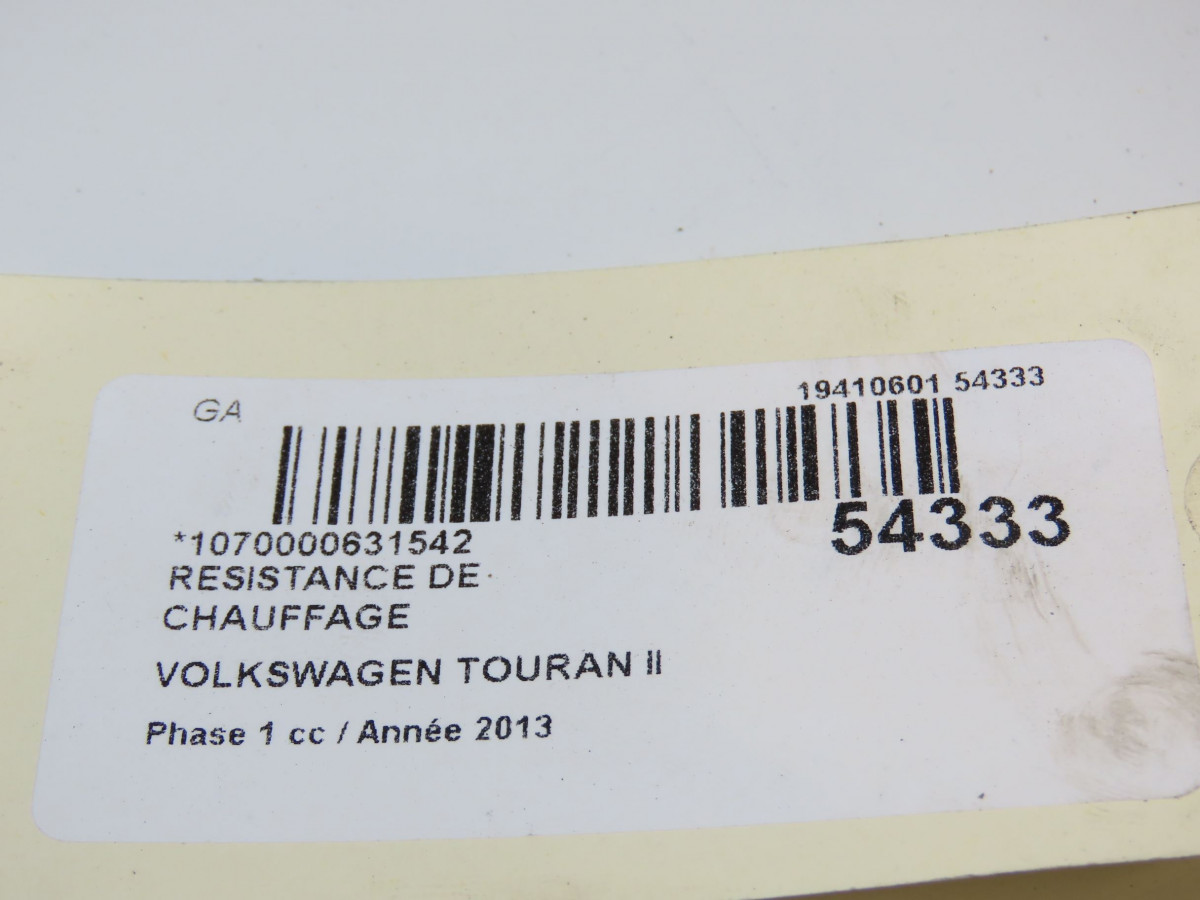 GA
19410601 54333
*1070000631542
54333
RESISTANCE DE
CHAUFFAGE
VOLKSWAGEN TOURAN II
Phase 1 cc / Année 2013